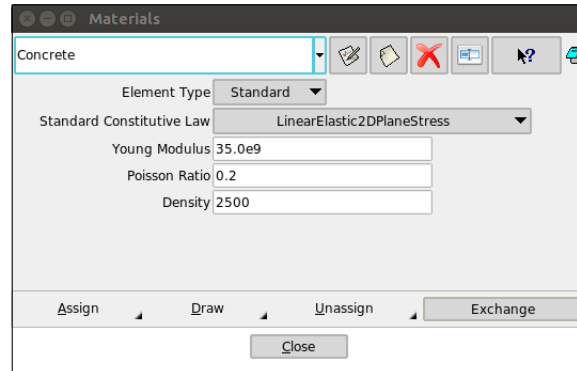 Materials
Concrete
Element Type Standard
Standard Constitutive Law LinearElastic2DPlaneStress
Young Modulus 35.0e9
Poisson Ratio 0.2
Density 2500
Assign Draw Unassign Exchange
Close